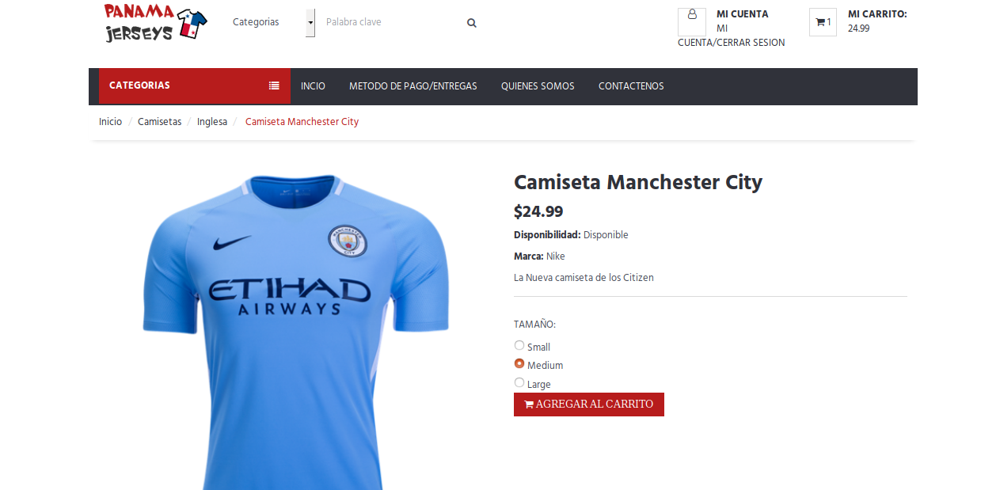 PANAMA
JERSEYS
Categorias
Palabra clave
MI CUENTA
MI
CUENTA/CERRAR SESION
1
MI CARRITO:
24.99
CATEGORIAS
INCIO
METODO DE PAGO/ENTREGAS
QUIENES SOMOS
CONTACTENOS
Inicio / Camisetas / Inglesa / Camiseta Manchester City
MANCHESTER
CITY
ETIHAD
AIRWAYS
Camiseta Manchester City
$24.99
Disponibilidad: Disponible
Marca: Nike
La Nueva camiseta de los Citizen
TAMAÑO:
Small
Medium
Large
AGREGAR AL CARRITO